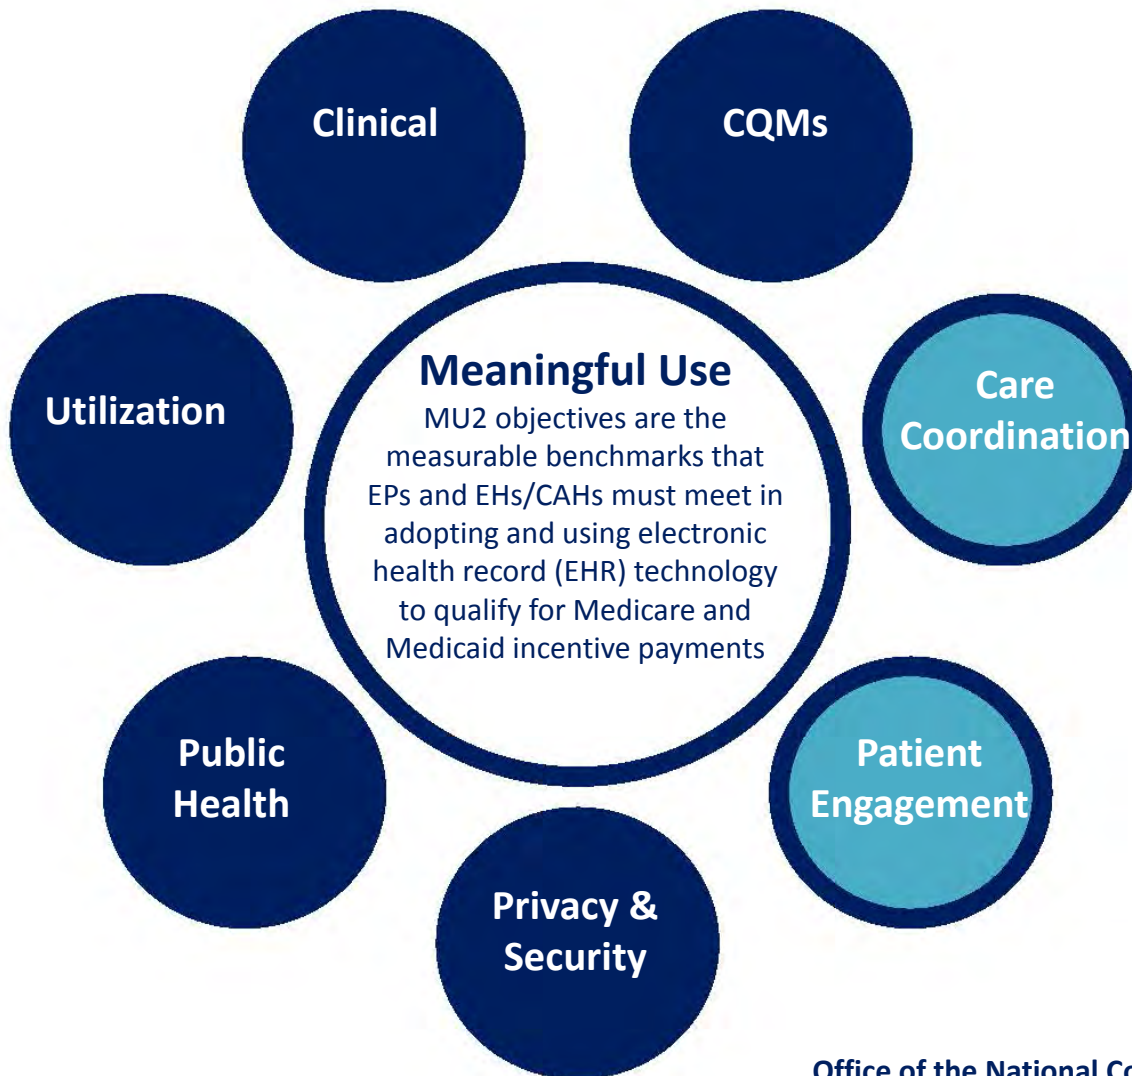 Clinical
CQMs
Utilization
Care
Coordination
Meaningful Use
MU2 objectives are the
measurable benchmarks that
EPs and EHs/CAHs must meet in
adopting and using electronic
health record (EHR) technology
to qualify for Medicare and
Medicaid incentive payments
Public
Health
Patient
Engagement
Privacy &
Security
Office of the National Co